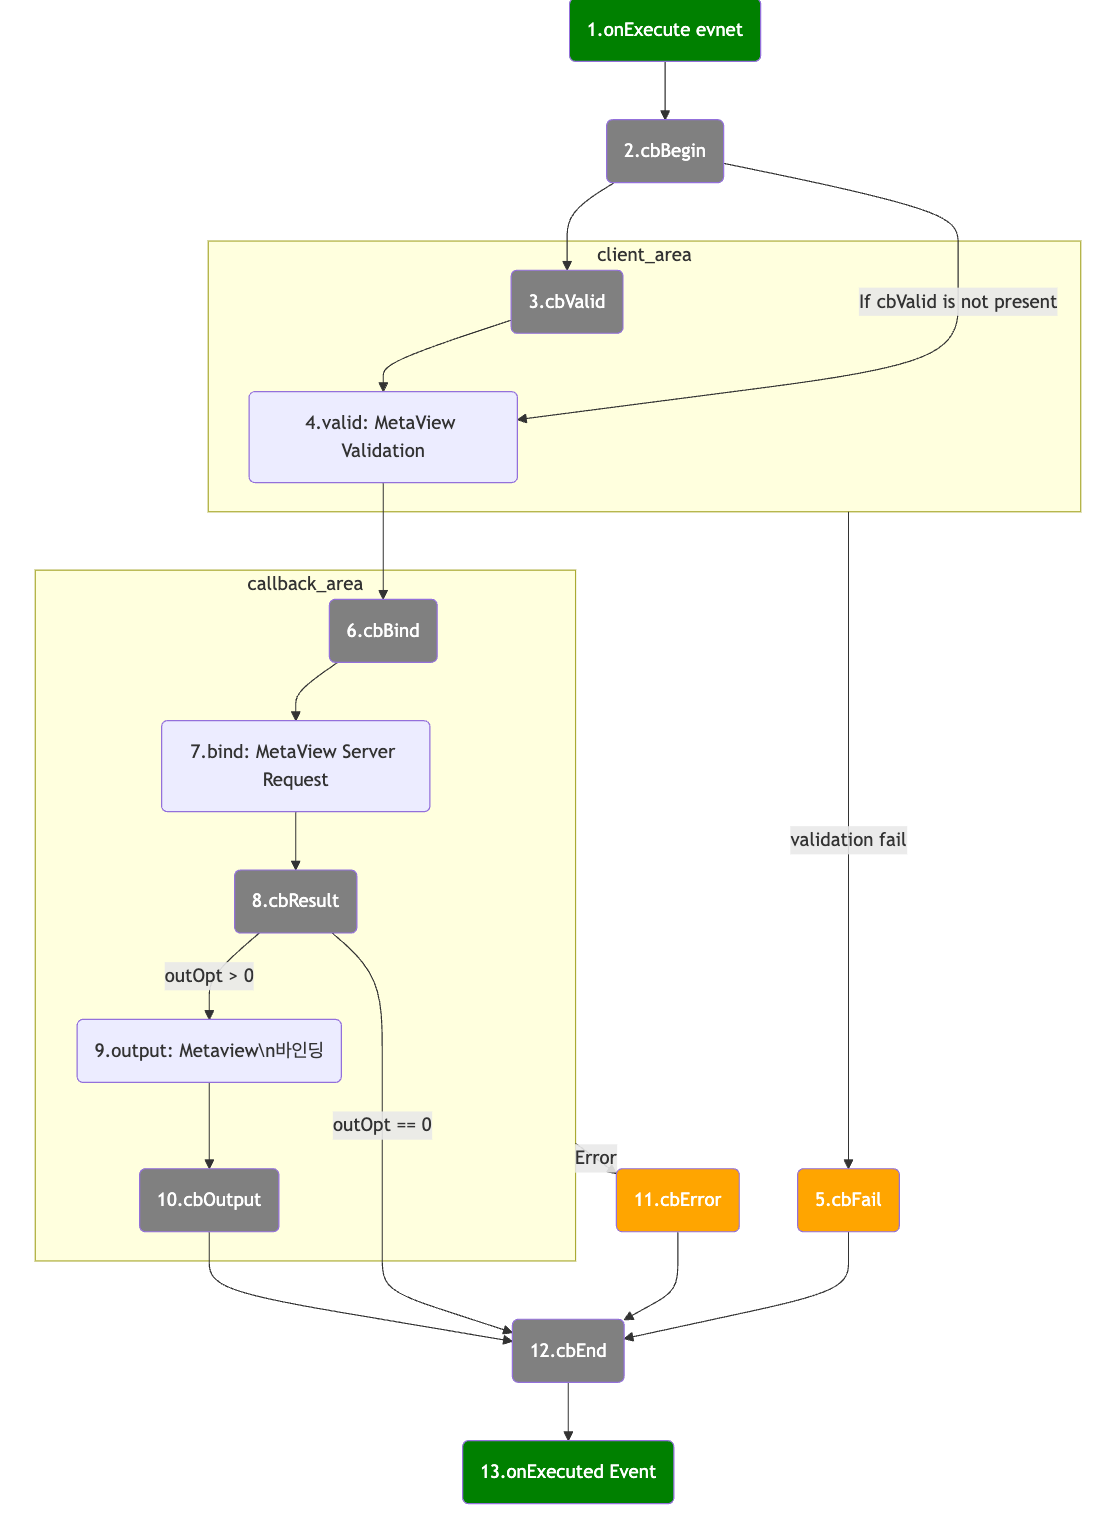 1.onExecute evnet
2.cbBegin
client_area
3.cbValid
If cbValid is not present
4.valid: MetaView
Validation
callback_area
6.cbBind
7.bind: MetaView Server
Request
validation fail
8.cbResult
outOpt > 0
9.output: Metaview\n바인딩
outOpt == 0
Error
10.cbOutput
11.cbError
5.cbFail
12.cbEnd
13.onExecuted Event